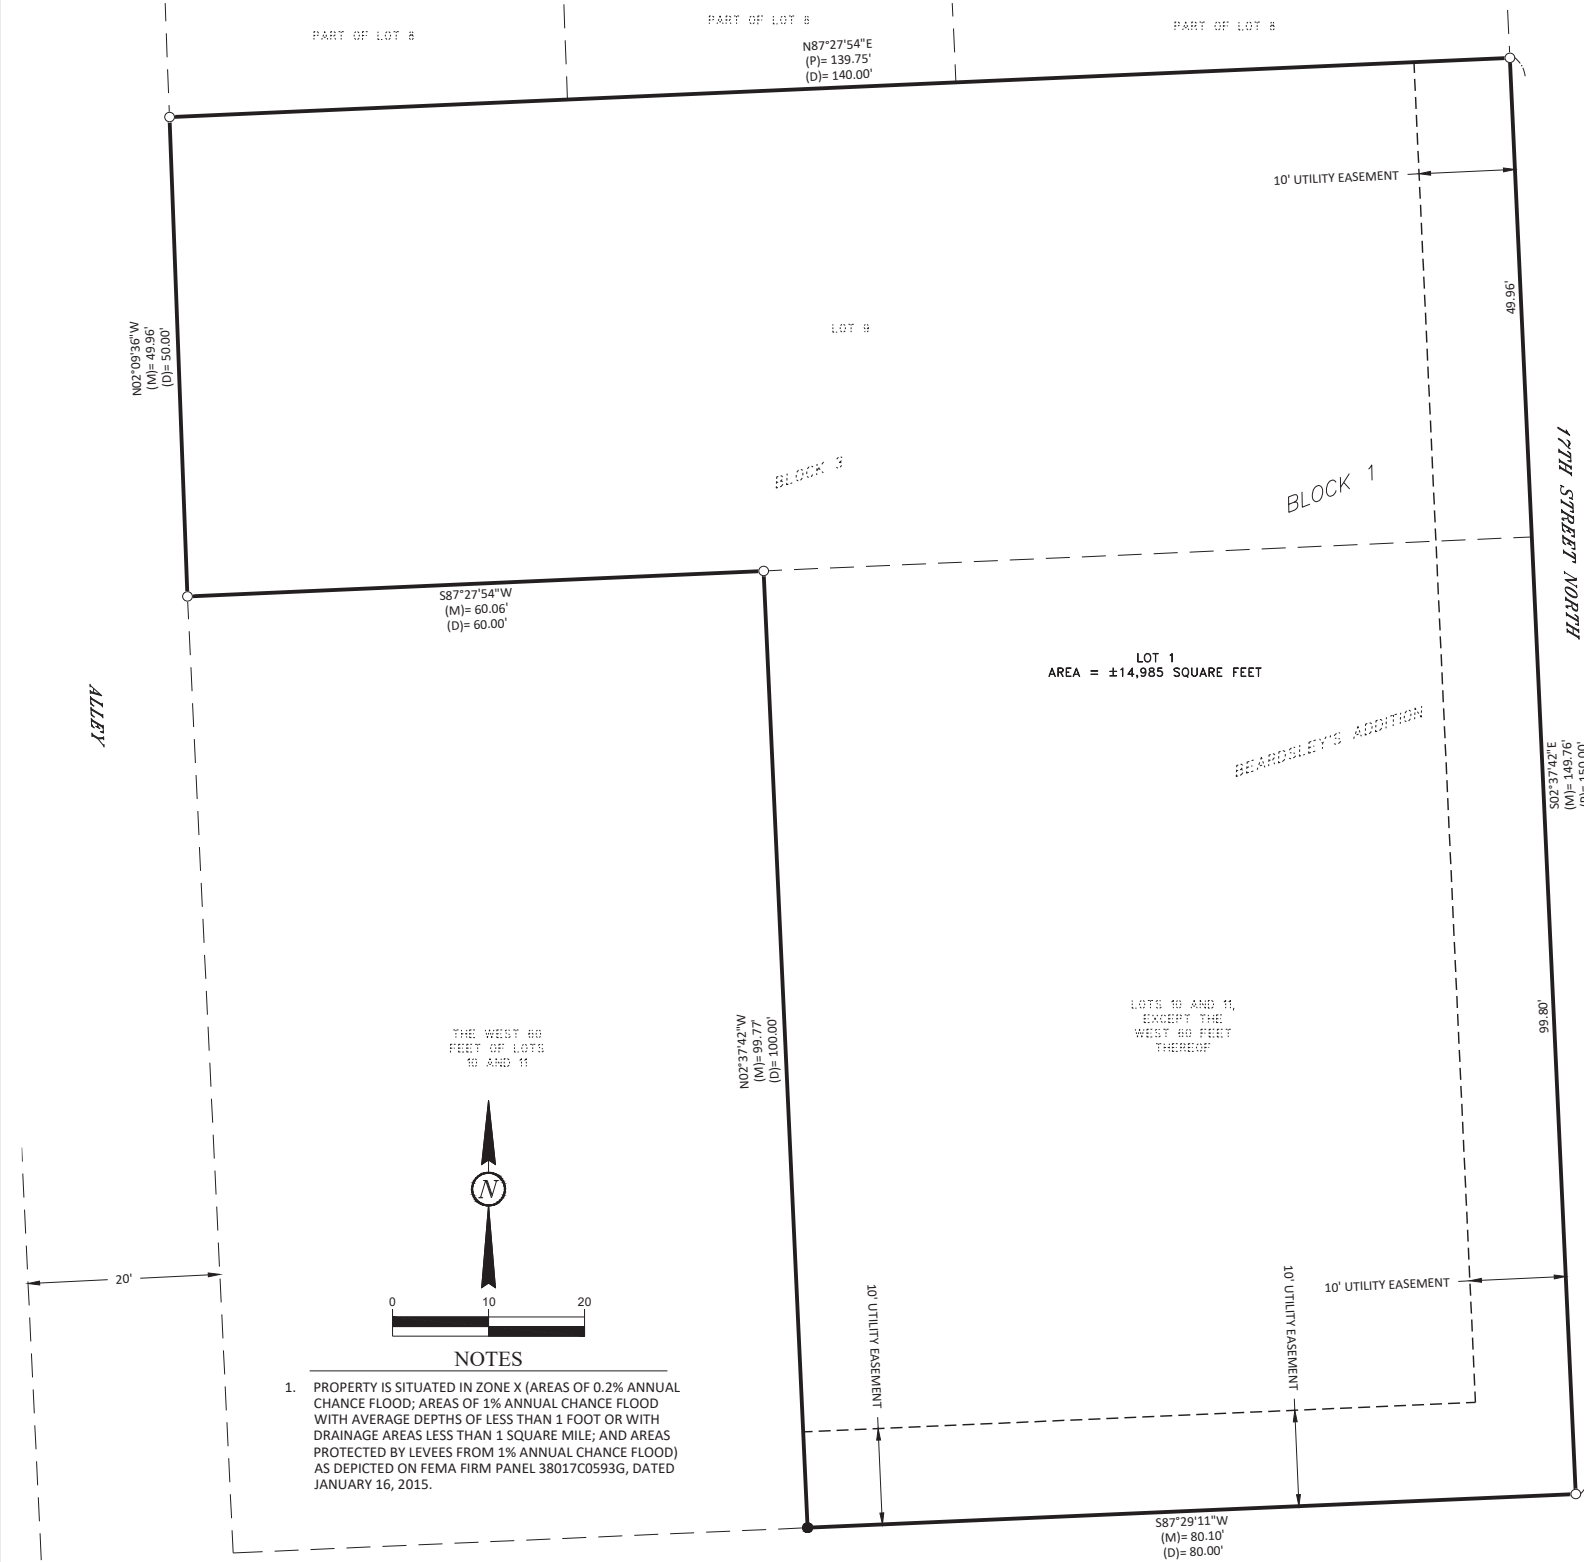 PART OF LOT 8
PART OF LOT 8
PART OF LOT 8
N87°27'54"E
(P)= 139.75'
(D)= 140.00'
10' UTILITY EASEMENT
49.96'
N02°09'36"W
(M)= 49.96'
(D)= 50.00'
LOT 9
BLOCK 3
BLOCK 1
17TH STREET NORTH
S87°27'54"W
(M)= 60.06'
(D)= 60.00'
LOT 1
AREA = ±14,985 SQUARE FEET
ALLEY
BEARDSLEY'S ADDITION
S02°37'42"E
(M)= 149.76'
(D)= 150.00'
THE WEST 60
FEET OF LOTS
10 AND 11
N02°37'42"W
(M)= 99.77'
(D)= 100.00'
LOTS 10 AND 11,
EXCEPT THE
WEST 60 FEET
THEREOF
99.80'
N
20'
0 10 20
10' UTILITY EASEMENT
10' UTILITY EASEMENT
10' UTILITY EASEMENT
NOTES
1. PROPERTY IS SITUATED IN ZONE X (AREAS OF 0.2% ANNUAL
CHANCE FLOOD; AREAS OF 1% ANNUAL CHANCE FLOOD
WITH AVERAGE DEPTHS OF LESS THAN 1 FOOT OR WITH
DRAINAGE AREAS LESS THAN 1 SQUARE MILE; AND AREAS
PROTECTED BY LEVEES FROM 1% ANNUAL CHANCE FLOOD)
AS DEPICTED ON FEMA FIRM PANEL 38017C0593G, DATED
JANUARY 16, 2015.
S87°29'11"W
(M)= 80.10'
(D)= 80.00'